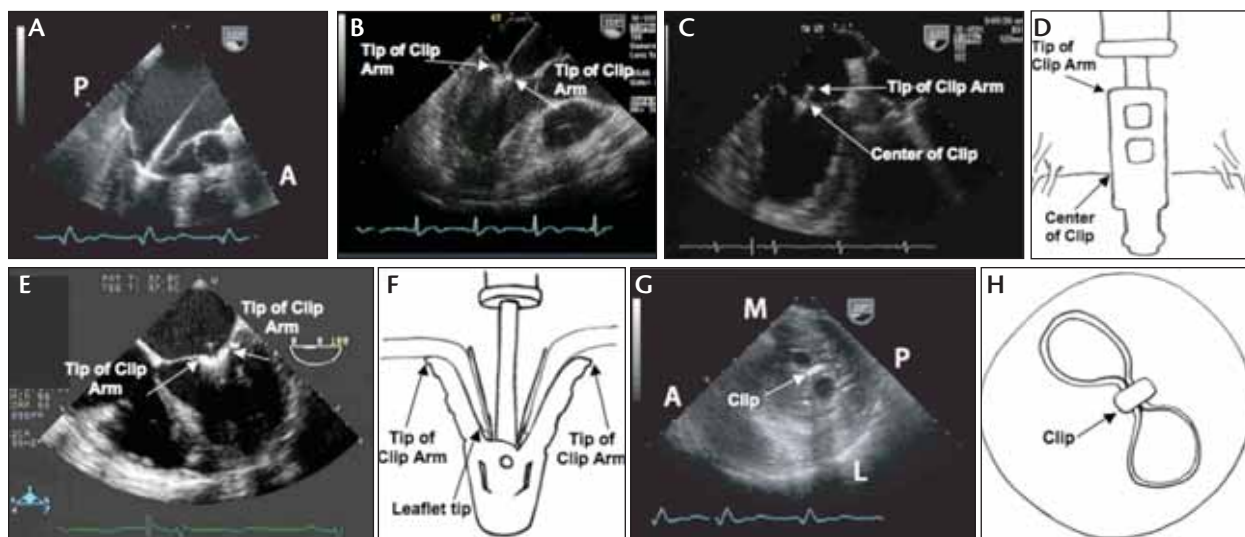 A
P
A
B
Tip of Clip
Arm
Tip of Clip
Arm
C
Tip of Clip Arm
Center of Clip
D
Tip of
Clip Arm
Center
of Clip
E
Tip of Clip
Arm
Tip of Clip
Arm
F
Tip of
Clip Arm
Tip of
Clip Arm
Leaflet tip
G
M
P
A
Clip
L
H
Clip